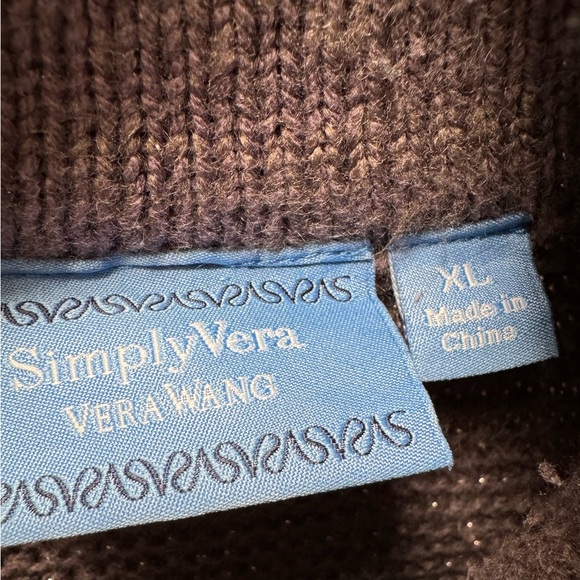 SimplyVera
VERA WANG
XL
Made in
China